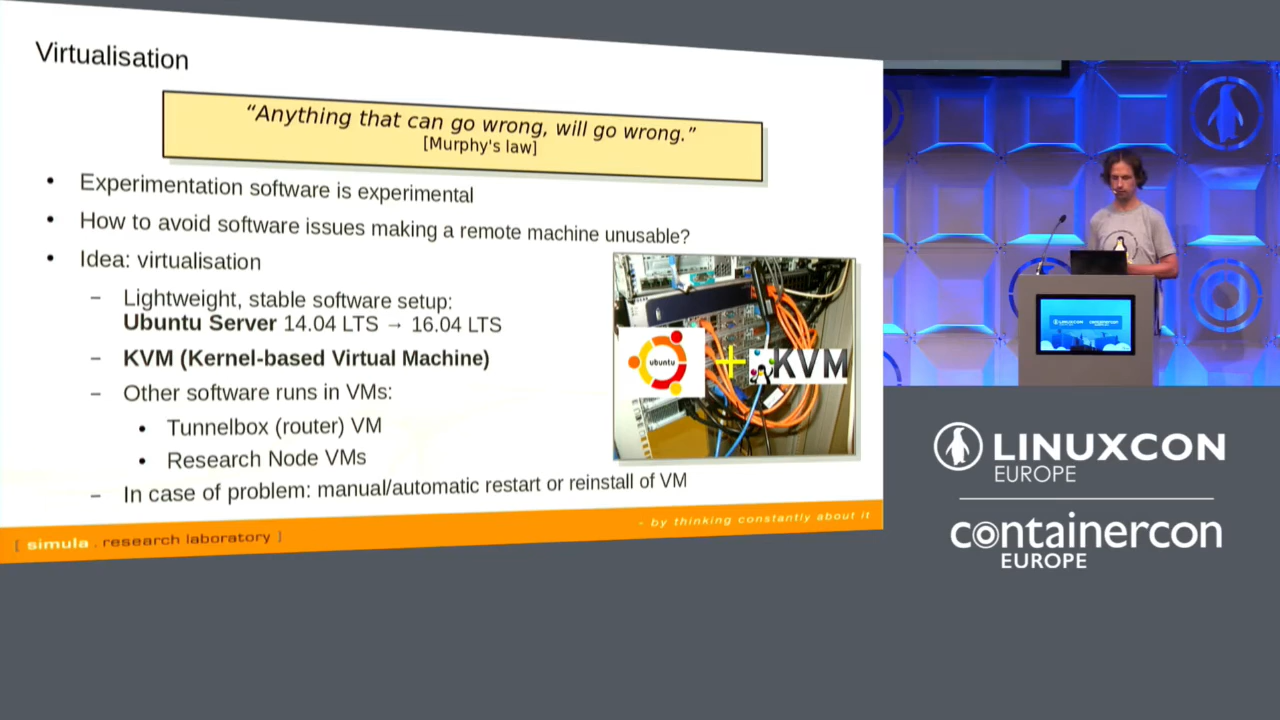 Virtualisation
“Anything that can go wrong, will go wrong.”
[Murphy's law]
• Experimentation software is experimental
• How to avoid software issues making a remote machine unusable?
• Idea: virtualisation
– Lightweight, stable software setup:
Ubuntu Server 14.04 LTS → 16.04 LTS
– KVM (Kernel-based Virtual Machine)
– Other software runs in VMs:
• Tunnelbox (router) VM
• Research Node VMs
– In case of problem: manual/automatic restart or reinstall of VM
ubuntu + KVM
- by thinking constantly about it
[ simula . research laboratory ]
LINUXCON
LINUXCON
EUROPE
containercon
EUROPE